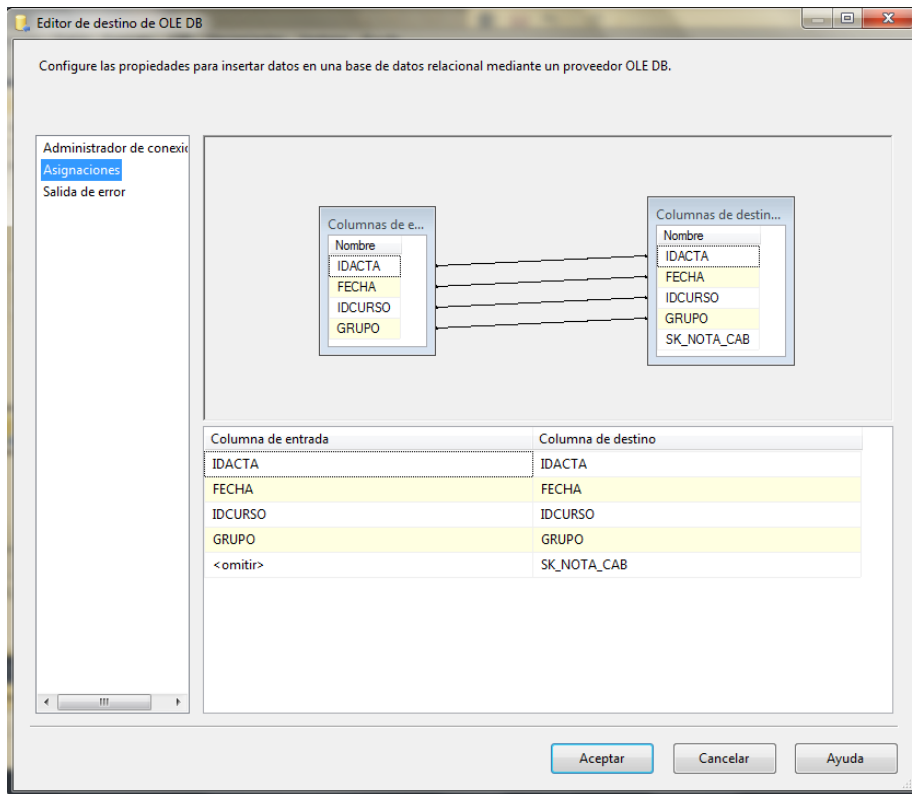 Editor de destino de OLE DB
Configure las propiedades para insertar datos en una base de datos relacional mediante un proveedor OLE DB.
Administrador de conexió
Asignaciones
Salida de error
Columnas de e...
Nombre
IDACTA
FECHA
IDCURSO
GRUPO
Columnas de destin...
Nombre
IDACTA
FECHA
IDCURSO
GRUPO
SK_NOTA_CAB
Columna de entrada Columna de destino
IDACTA IDACTA
FECHA FECHA
IDCURSO IDCURSO
GRUPO GRUPO
<omitir> SK_NOTA_CAB
Aceptar Cancelar Ayuda